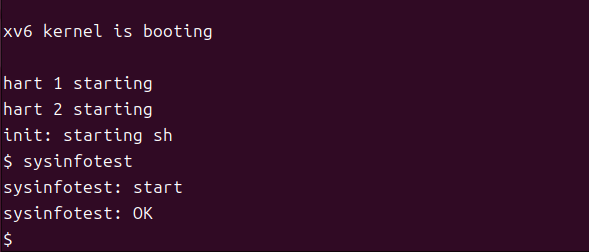 xv6 kernel is booting
hart 1 starting
hart 2 starting
init: starting sh
$ sysinfotest
sysinfotest: start
sysinfotest: OK
$